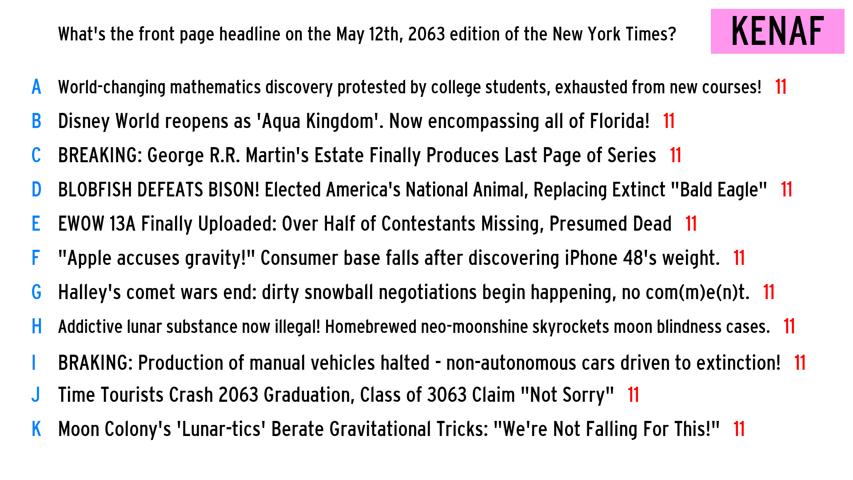 What's the front page headline on the May 12th, 2063 edition of the New York Times?
KENAF
A World-changing mathematics discovery protested by college students, exhausted from new courses! 11
B Disney World reopens as 'Aqua Kingdom'. Now encompassing all of Florida! 11
C BREAKING: George R.R. Martin's Estate Finally Produces Last Page of Series 11
D BLOBFISH DEFEATS BISON! Elected America's National Animal, Replacing Extinct "Bald Eagle" 11
E EWOW 13A Finally Uploaded: Over Half of Contestants Missing, Presumed Dead 11
F "Apple accuses gravity!" Consumer base falls after discovering iPhone 48's weight. 11
G Halley's comet wars end: dirty snowball negotiations begin happening, no com(m)e(n)t. 11
H Addictive lunar substance now illegal! Homebrewed neo-moonshine skyrockets moon blindness cases. 11
I BRAKING: Production of manual vehicles halted - non-autonomous cars driven to extinction! 11
J Time Tourists Crash 2063 Graduation, Class of 3063 Claim "Not Sorry" 11
K Moon Colony's 'Lunar-tics' Berate Gravitational Tricks: "We're Not Falling For This!" 11